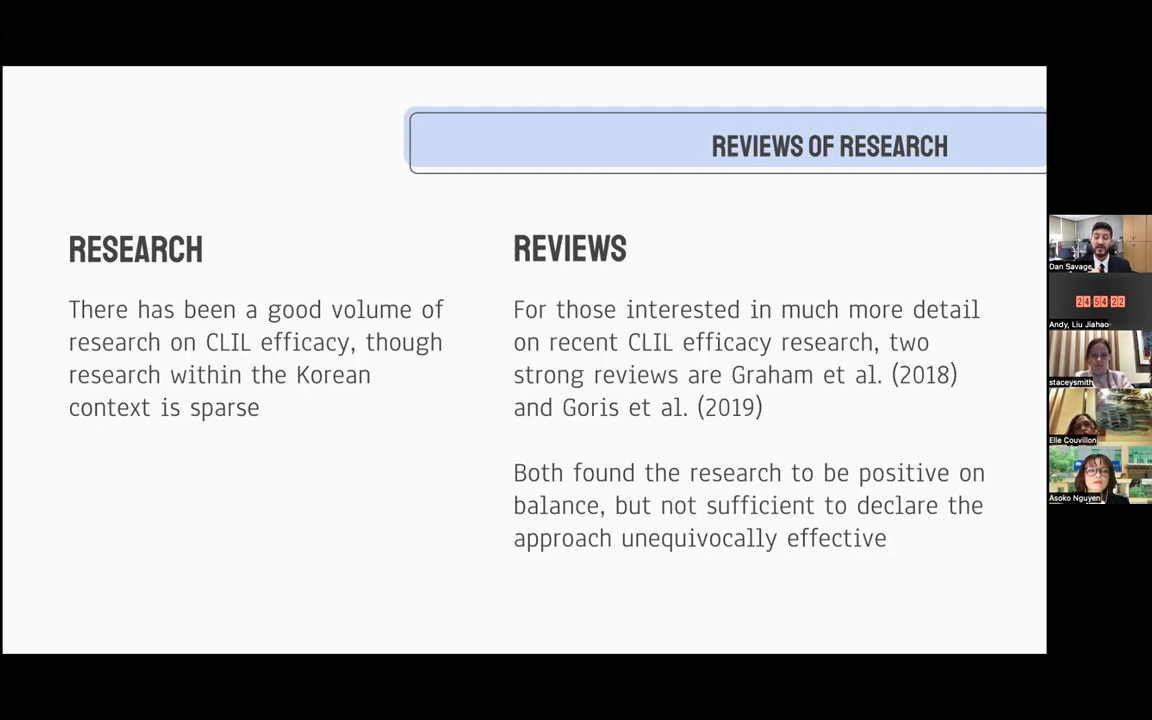 REVIEWS OF RESEARCH
RESEARCH
There has been a good volume of
research on CLIL efficacy, though
research within the Korean
context is sparse
REVIEWS
For those interested in much more detail
on recent CLIL efficacy research, two
strong reviews are Graham et al. (2018)
and Goris et al. (2019)
Both found the research to be positive on
balance, but not sufficient to declare the
approach unequivocally effective
Dan Savage
24:54:22
Andy, Liu Jiahao
staceysmith
Elle Couvillon
Asoko Nguyen